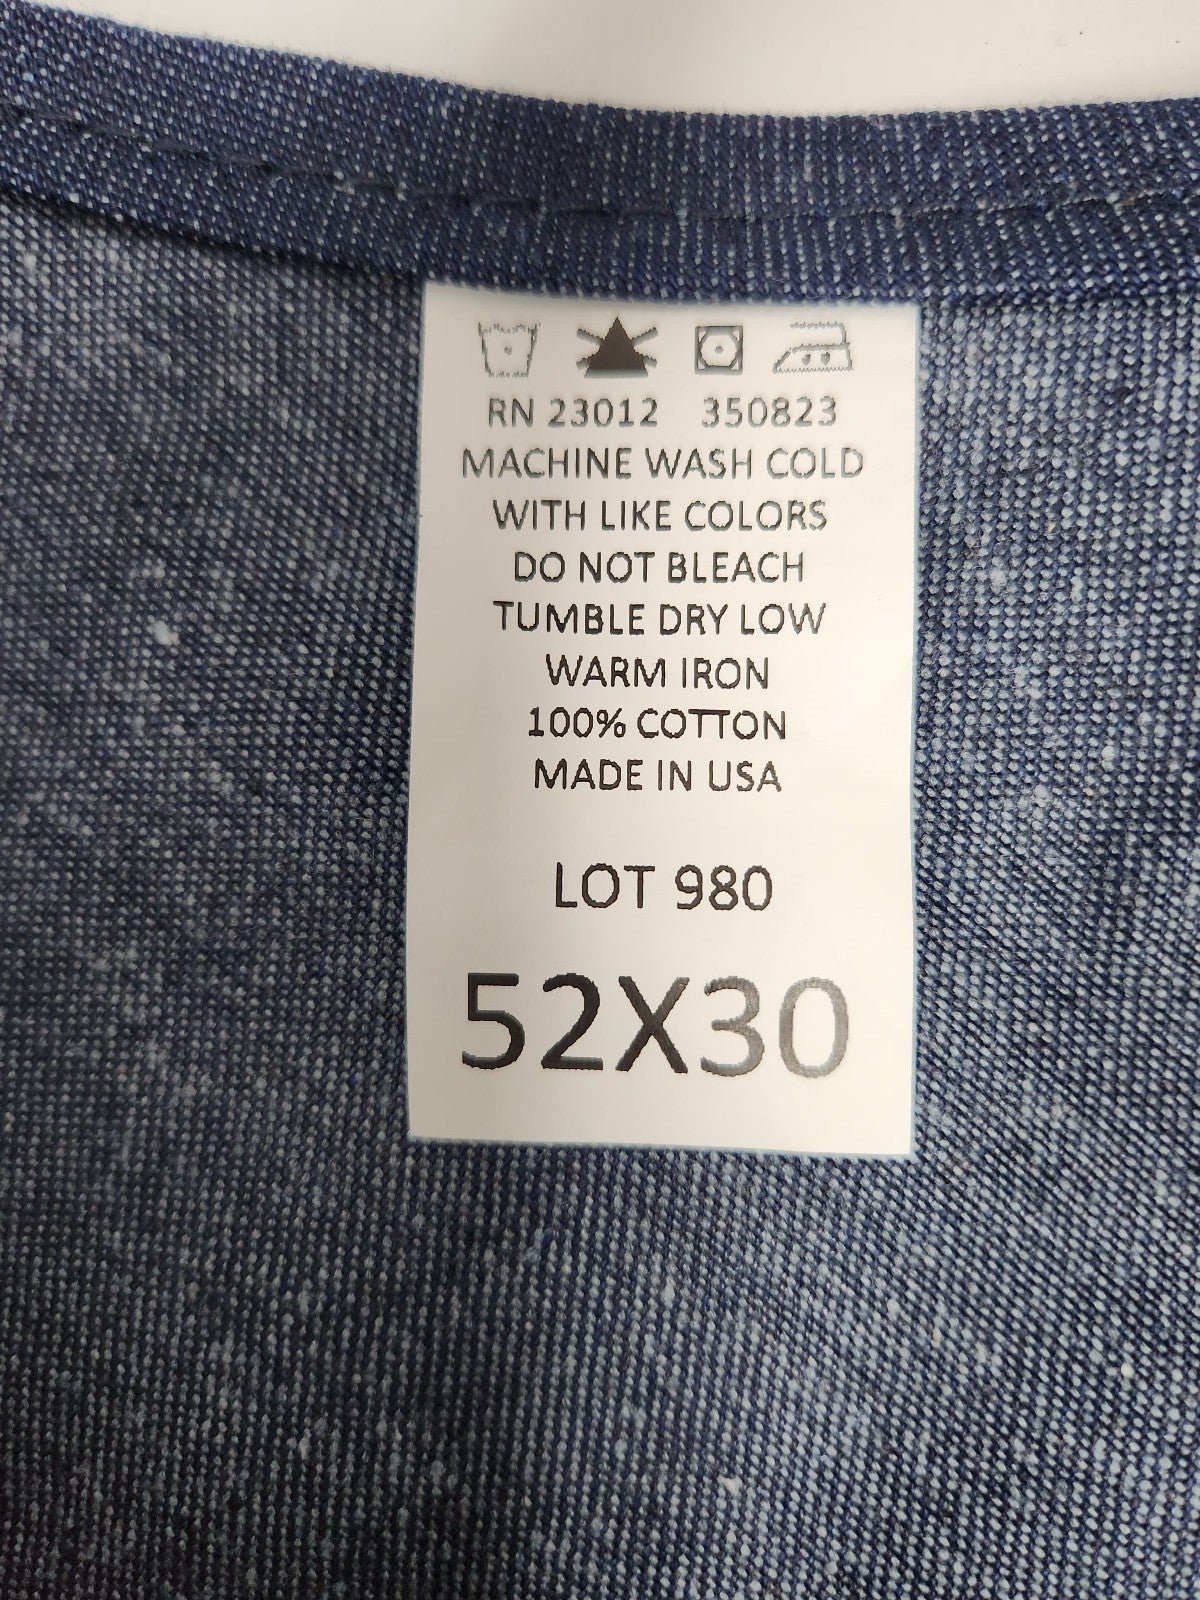 RN 23012 350823
MACHINE WASH COLD
WITH LIKE COLORS
DO NOT BLEACH
TUMBLE DRY LOW
WARM IRON
100% COTTON
MADE IN USA
LOT 980
52X30